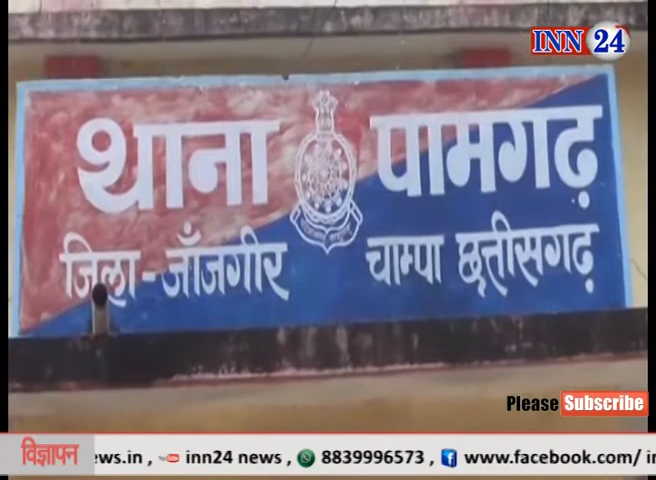 INN 24
थाना पामगढ़
जिला - जाँजगीर चाम्पा छत्तीसगढ़
Please Subscribe
विज्ञापन ews.in , inn24 news , 8839996573 , www.facebook.com/ in